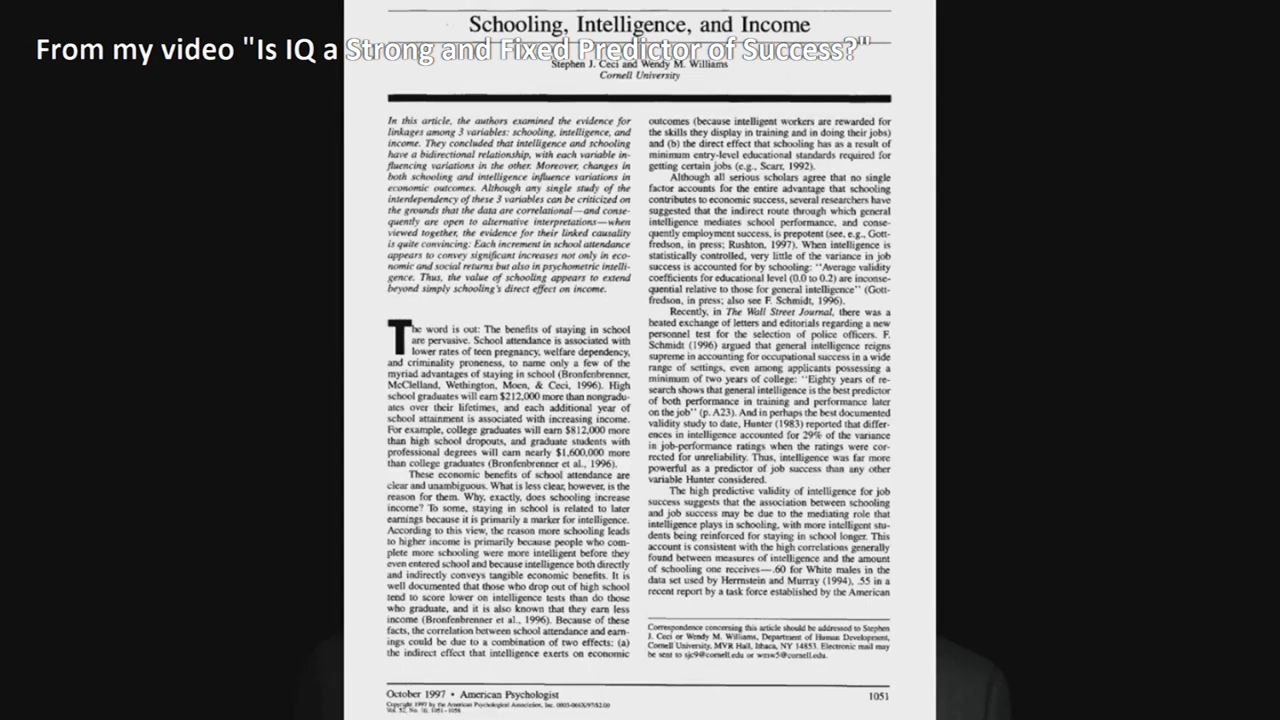 Schooling, Intelligence, and Income
From my video "Is IQ a Strong and Fixed Predictor of Success?"
Stephen J. Ceci and Wendy M. Williams
Cornell University
In this article, the authors examined the evidence for
linkages among 3 variables: schooling, intelligence, and
income. They concluded that intelligence and schooling
have a bidirectional relationship, with each variable in-
fluencing variations in the other. Moreover, changes in
both schooling and intelligence influence variations in
economic outcomes. Although any single study of the
interdependency of these 3 variables can be criticized on
the grounds that the data are correlational—and conse-
quently are open to alternative interpretations—when
viewed together, the evidence for their linked causality
is quite convincing: Each increment in school attendance
appears to convey significant increases not only in eco-
nomic and social returns but also in psychometric intelli-
gence. Thus, the value of schooling appears to extend
beyond simply schooling's direct effect on income.
The word is out: The benefits of staying in school
are pervasive. School attendance is associated with
lower rates of teen pregnancy, welfare dependency,
and criminality proneness, to name only a few of the
myriad advantages of staying in school (Bronfenbrenner,
McClelland, Wethington, Moen, & Ceci, 1996). High
school graduates will earn $212,000 more than nongradu-
ates over their lifetimes, and each additional year of
school attainment is associated with increasing income.
For example, college graduates will earn $812,000 more
than high school dropouts, and graduate students with
professional degrees will earn nearly $1,600,000 more
than college graduates (Bronfenbrenner et al., 1996).
These economic benefits of school attendance are
clear and unambiguous. What is less clear, however, is the
reason for them. Why, exactly, does schooling increase
income? To some, staying in school is related to later
earnings because it is primarily a marker for intelligence.
According to this view, the reason more schooling leads
to higher income is primarily because people who com-
plete more schooling were more intelligent before they
even entered school and because intelligence both directly
and indirectly conveys tangible economic benefits. It is
well documented that those who drop out of high school
tend to score lower on intelligence tests than do those
who graduate, and it is also known that they earn less
income (Bronfenbrenner et al., 1996). Because of these
facts, the correlation between school attendance and earn-
ings could be due to a combination of two effects: (a)
the indirect effect that intelligence exerts on economic
outcomes (because intelligent workers are rewarded for
the skills they display in training and in doing their jobs)
and (b) the direct effect that schooling has as a result of
minimum entry-level educational standards required for
getting certain jobs (e.g., Scarr, 1992).
Although all serious scholars agree that no single
factor accounts for the entire advantage that schooling
contributes to economic success, several researchers have
suggested that the indirect route through which general
intelligence mediates school performance, and conse-
quently employment success, is prepotent (see, e.g., Gott-
fredson, in press; Rushton, 1997). When intelligence is
statistically controlled, very little of the variance in job
success is accounted for by schooling: "Average validity
coefficients for educational level (0.0 to 0.2) are inconse-
quential relative to those for general intelligence" (Gott-
fredson, in press; also see F. Schmidt, 1996).
Recently, in The Wall Street Journal, there was a
heated exchange of letters and editorials regarding a new
personnel test for the selection of police officers. F.
Schmidt (1996) argued that general intelligence reigns
supreme in accounting for occupational success in a wide
range of settings, even among applicants possessing a
minimum of two years of college: "Eighty years of re-
search shows that general intelligence is the best predictor
of both performance in training and performance later
on the job" (p. A23). And in perhaps the best documented
validity study to date, Hunter (1983) reported that differ-
ences in intelligence accounted for 29% of the variance
in job-performance ratings when the ratings were cor-
rected for unreliability. Thus, intelligence was far more
powerful as a predictor of job success than any other
variable Hunter considered.
The high predictive validity of intelligence for job
success suggests that the association between schooling
and job success may be due to the mediating role that
intelligence plays in schooling, with more intelligent stu-
dents being reinforced for staying in school longer. This
account is consistent with the high correlations generally
found between measures of intelligence and the amount
of schooling one receives—.60 for White males in the
data set used by Herrnstein and Murray (1994), .55 in a
recent report by a task force established by the American
Correspondence concerning this article should be addressed to Stephen
J. Ceci or Wendy M. Williams, Department of Human Development,
Cornell University, MVR Hall, Ithaca, NY 14853. Electronic mail may
be sent to sjc9@cornell.edu or wmw5@cornell.edu.
October 1997 • American Psychologist
1051
Copyright 1997 by the American Psychological Association, Inc. 0003-066X/97/$2.00
Vol. 52, No. 10, 1051-1058